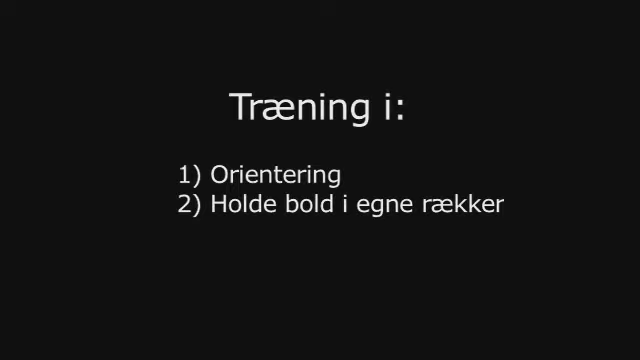 Træning i:
1) Orientering
2) Holde bold i egne rækker